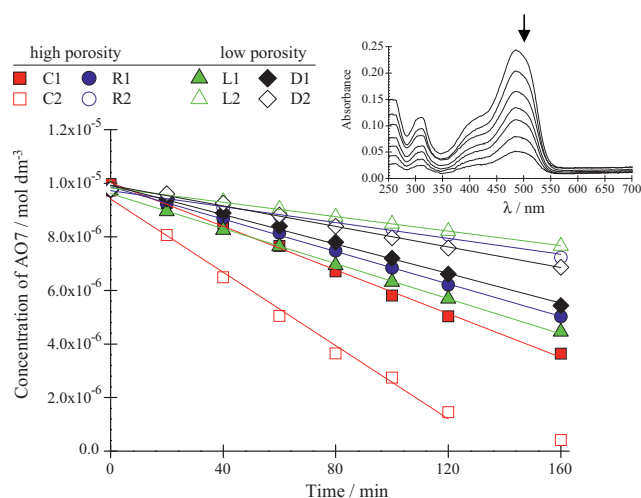 high porosity low porosity
C1 R1 L1 D1
C2 R2 L2 D2
0.25
0.20
0.15
0.10
0.05
0.00
Absorbance
250 300 350 400 450 500 550 600 700
λ / nm
1.2x10⁻⁵
1.0x10⁻⁵
8.0x10⁻⁶
6.0x10⁻⁶
4.0x10⁻⁶
2.0x10⁻⁶
0.0
Concentration of AO7 / mol dm⁻³
0 40 80 120 160
Time / min